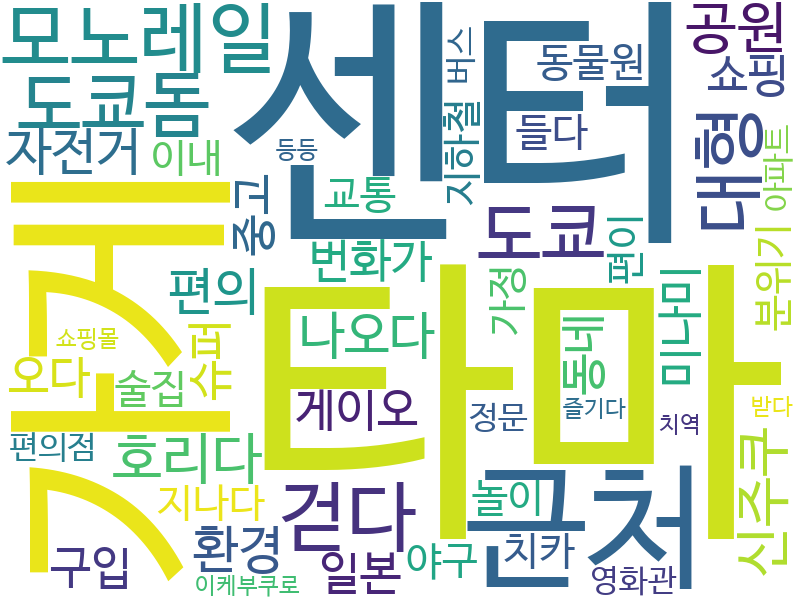 모노레일
센터
공원
도쿄돔
동물원
쇼핑
버스
자전거
이내
등등
들다
지하철
대형
아파트
가게
좋고
교통
도쿄
편이
번화가
편의
분위기
타마
가정
미나미
나오다
동네
쇼핑몰
슈퍼
오다
술집
게이오
정문
즐기다
치역
받다
편의점
호리다
신주쿠
지나다
걷다
근처
놀이
구입
환경
일본
야구
치카
이케부쿠로
영화관